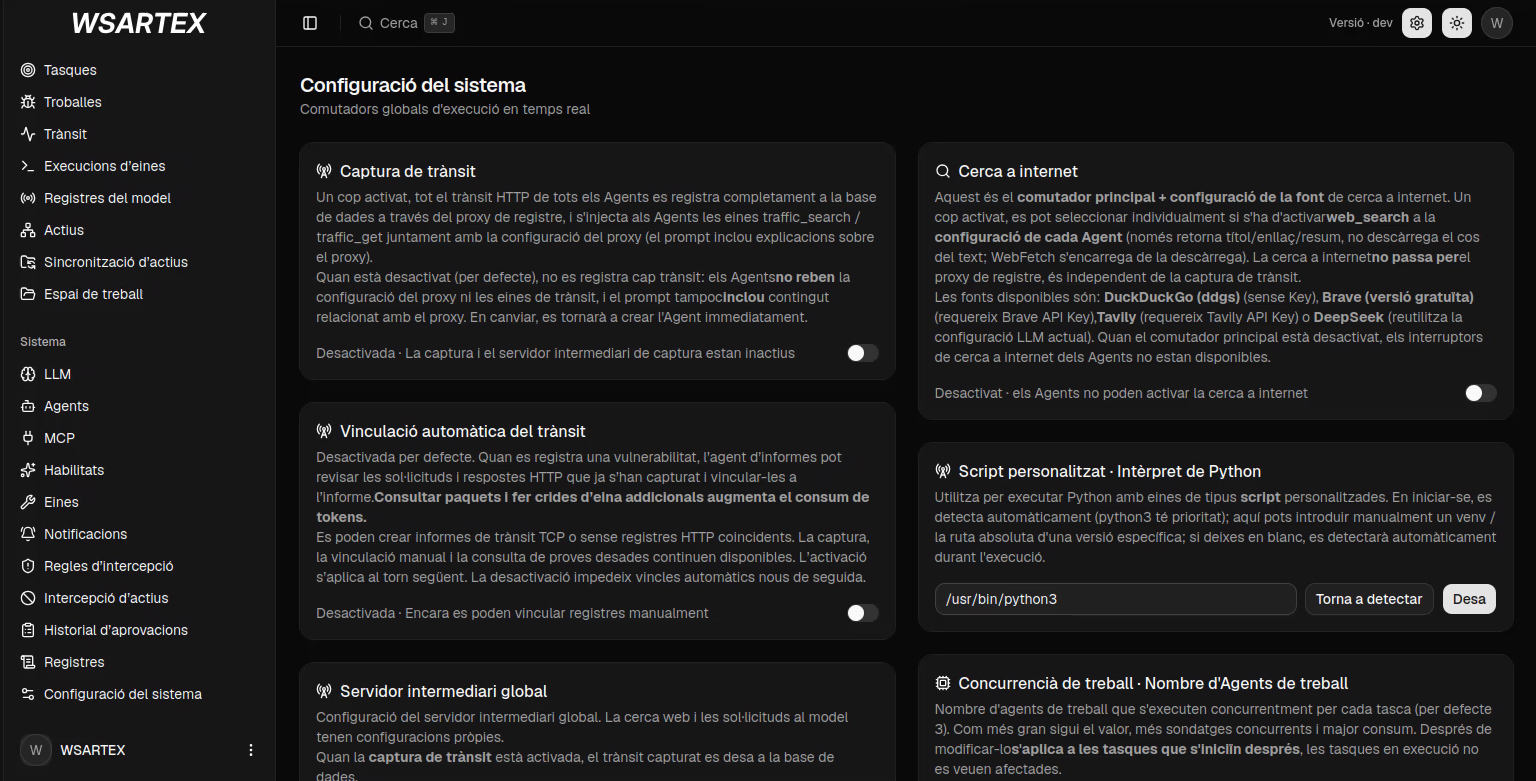 WSARTEX
Tasques
Troballes
Trànsit
Execucions d’eines
Registres del model
Actius
Sincronització d’actius
Espai de treball
Sistema
LLM
Agents
MCP
Habilitats
Eines
Notificacions
Regles d’intercepció
Intercepció d’actius
Historial d’aprovacions
Registres
Configuració del sistema
W WSARTEX
Cerca ⌘ J
Versió · dev
W
Configuració del sistema
Comutadors globals d'execució en temps real
Captura de trànsit
Un cop activat, tot el trànsit HTTP de tots els Agents es registra completament a la base
de dades a través del proxy de registre, i s'injecta als Agents les eines traffic_search /
traffic_get juntament amb la configuració del proxy (el prompt inclou explicacions sobre
el proxy).
Quan està desactivat (per defecte), no es registra cap trànsit: els Agentsno reben la
configuració del proxy ni les eines de trànsit, i el prompt tampocInclou contingut
relacionat amb el proxy. En canviar, es tornarà a crear l'Agent immediatament.
Desactivada · La captura i el servidor intermediari de captura estan inactius
Vinculació automàtica del trànsit
Desactivada per defecte. Quan es registra una vulnerabilitat, l’agent d’informes pot
revisar les sol·licituds i respostes HTTP que ja s’han capturat i vincular-les a
l’informe.Consultar paquets i fer crides d’eina addicionals augmenta el consum de
tokens.
Es poden crear informes de trànsit TCP o sense registres HTTP coincidents. La captura,
la vinculació manual i la consulta de proves desades continuen disponibles. L’activació
s’aplica al torn següent. La desactivació impedeix vincles automàtics nous de seguida.
Desactivada · Encara es poden vincular registres manualment
Servidor intermediari global
Configuració del servidor intermediari global. La cerca web i les sol·licituds al model
tenen configuracions pròpies.
Quan la captura de trànsit està activada, el trànsit capturat es desa a la base de
dades.
Cerca a internet
Aquest és el comutador principal + configuració de la font de cerca a internet. Un
cop activat, es pot seleccionar individualment si s'ha d'activarweb_search a la
configuració de cada Agent (només retorna títol/enllaç/resum, no descàrrega el cos
del text; WebFetch s'encarrega de la descàrrega). La cerca a internetno passa perel
proxy de registre, és independent de la captura de trànsit.
Les fonts disponibles són: DuckDuckGo (ddgs) (sense Key), Brave (versió gratuïta)
(requereix Brave API Key),Tavily (requereix Tavily API Key) o DeepSeek (reutilitza la
configuració LLM actual). Quan el comutador principal està desactivat, els interruptors
de cerca a internet dels Agents no estan disponibles.
Desactivat · els Agents no poden activar la cerca a internet
Script personalitzat · Intèrpret de Python
Utilitza per executar Python amb eines de tipus script personalitzades. En iniciar-se, es
detecta automàticament (python3 té prioritat); aquí pots introduir manualment un venv /
la ruta absoluta d'una versió específica; si deixes en blanc, es detectarà automàticament
durant l'execució.
/usr/bin/python3 Torna a detectar Desa
Concurrencià de treball · Nombre d'Agents de treball
Nombre d'agents de treball que s'executen concurrentment per cada tasca (per defecte
3). Com més gran sigui el valor, més sondatges concurrents i major consum. Després de
modificar-los'aplica a les tasques que s'iniciïn després, les tasques en execució no
es veuen afectades.